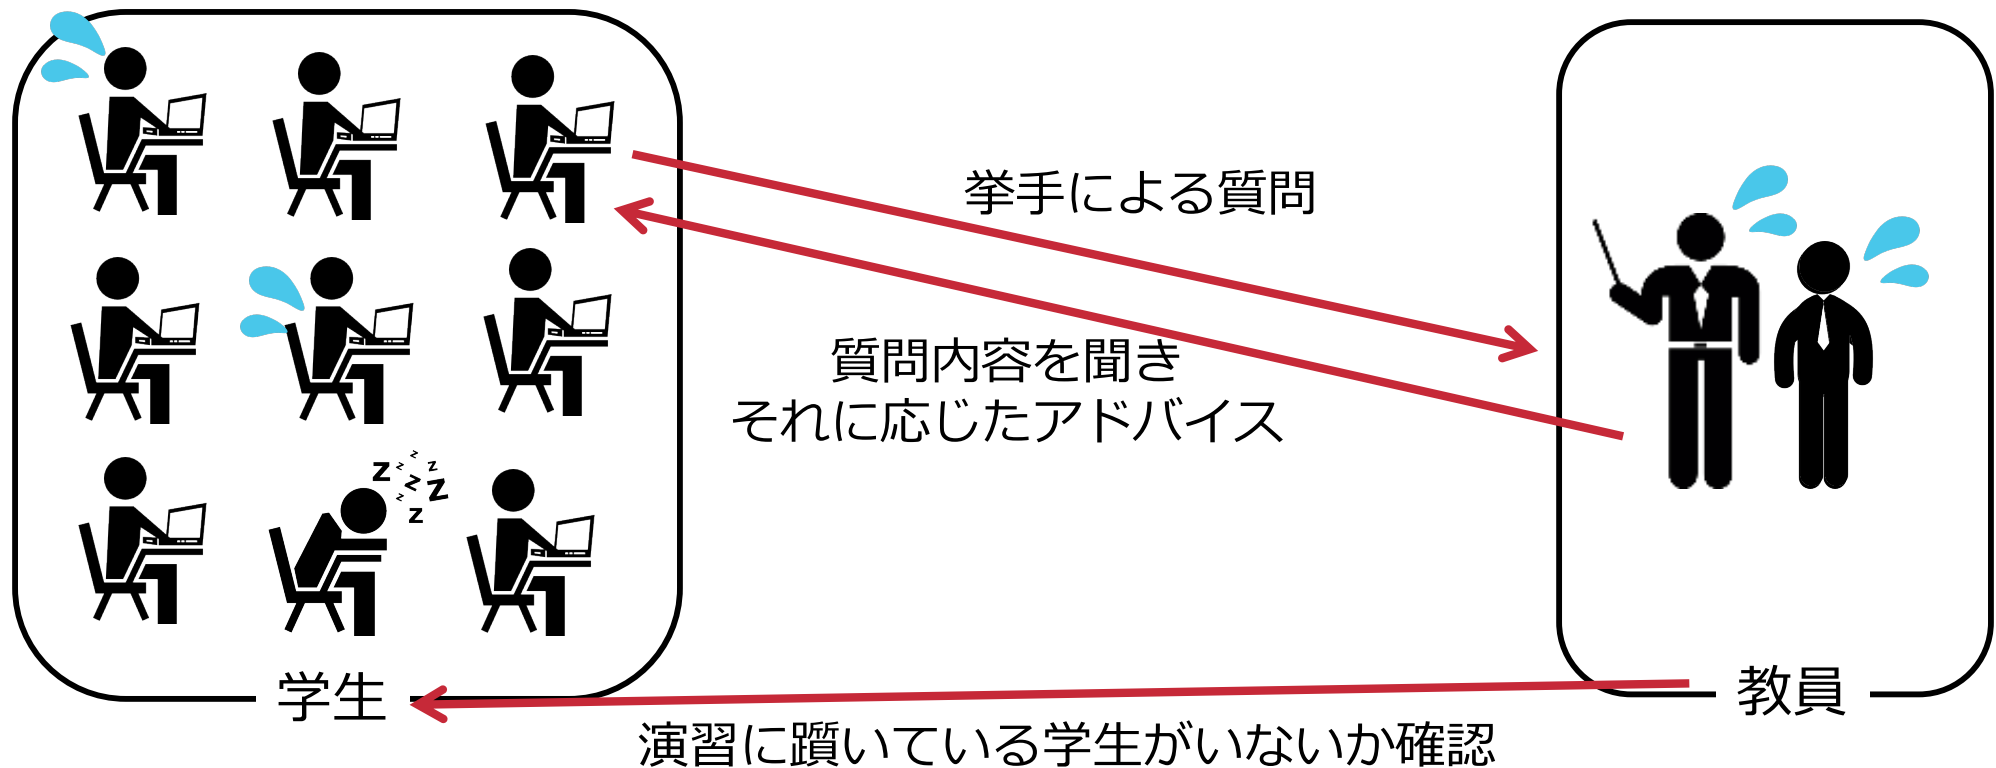 挙手による質問
質問内容を聞き
それに応じたアドバイス
z z z z z z z z
学生
教員
演習に躓いている学生がいないか確認